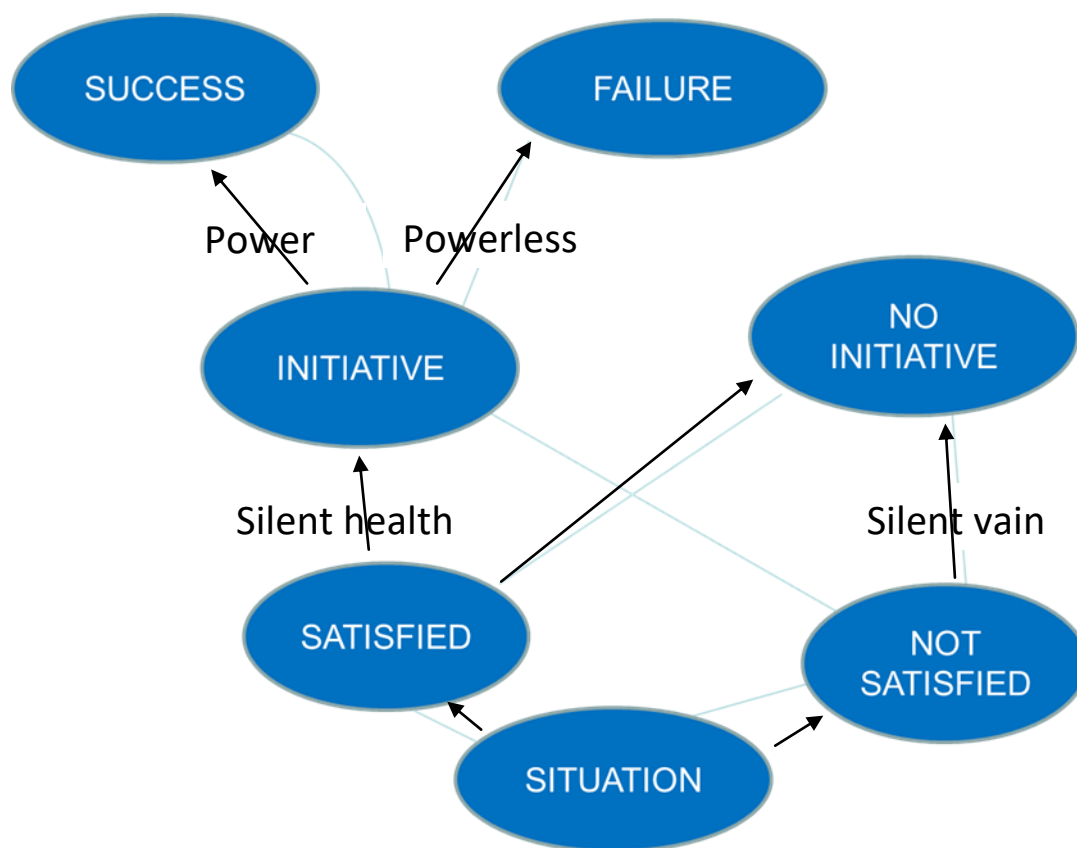 SUCCESS
FAILURE
Power
Powerless
INITIATIVE
NO
INITIATIVE
Silent health
Silent vain
SATISFIED
NOT
SATISFIED
SITUATION